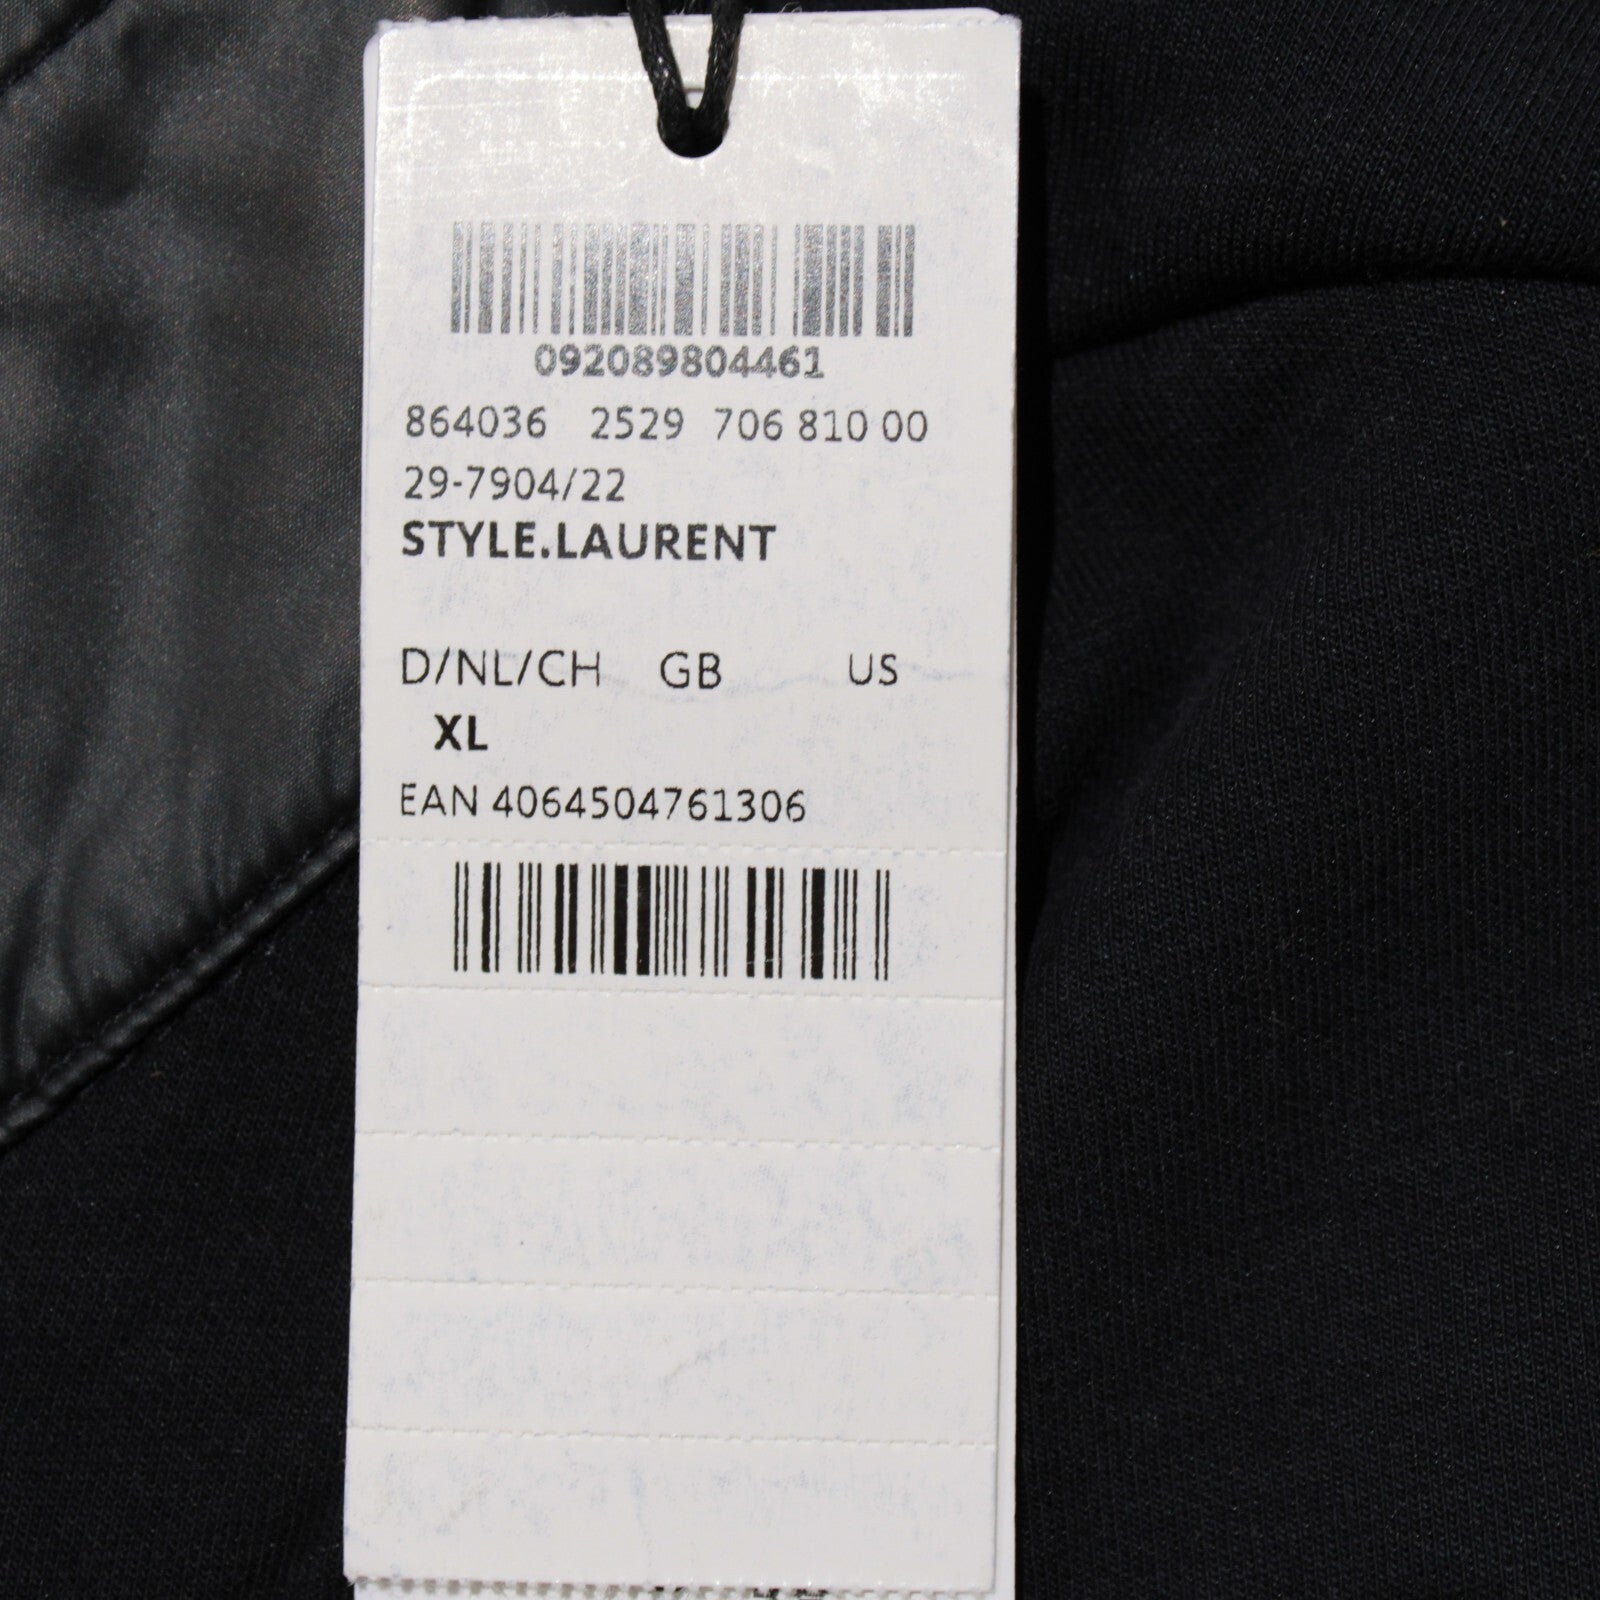 092089804461
864036 2529 706 810 00
29-7904/22
STYLE.LAURENT
D/NL/CH GB US
XL
EAN 4064504761306